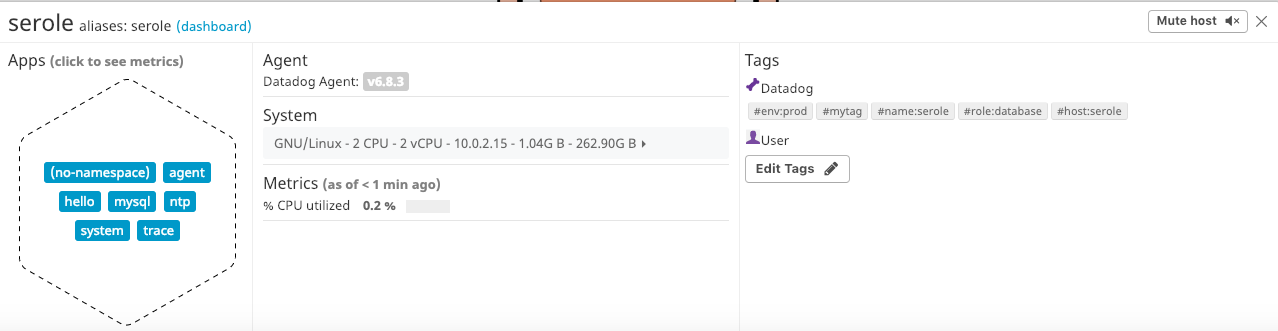 serole aliases: serole (dashboard)
Mute host
Apps (click to see metrics)
(no-namespace) agent
hello mysql ntp
system trace
Agent
Datadog Agent: v6.8.3
System
GNU/Linux - 2 CPU - 2 vCPU - 10.0.2.15 - 1.04G B - 262.90G B
Metrics (as of < 1 min ago)
% CPU utilized 0.2 %
Tags
Datadog
#env:prod #mytag #name:serole #role:database #host:serole
User
Edit Tags